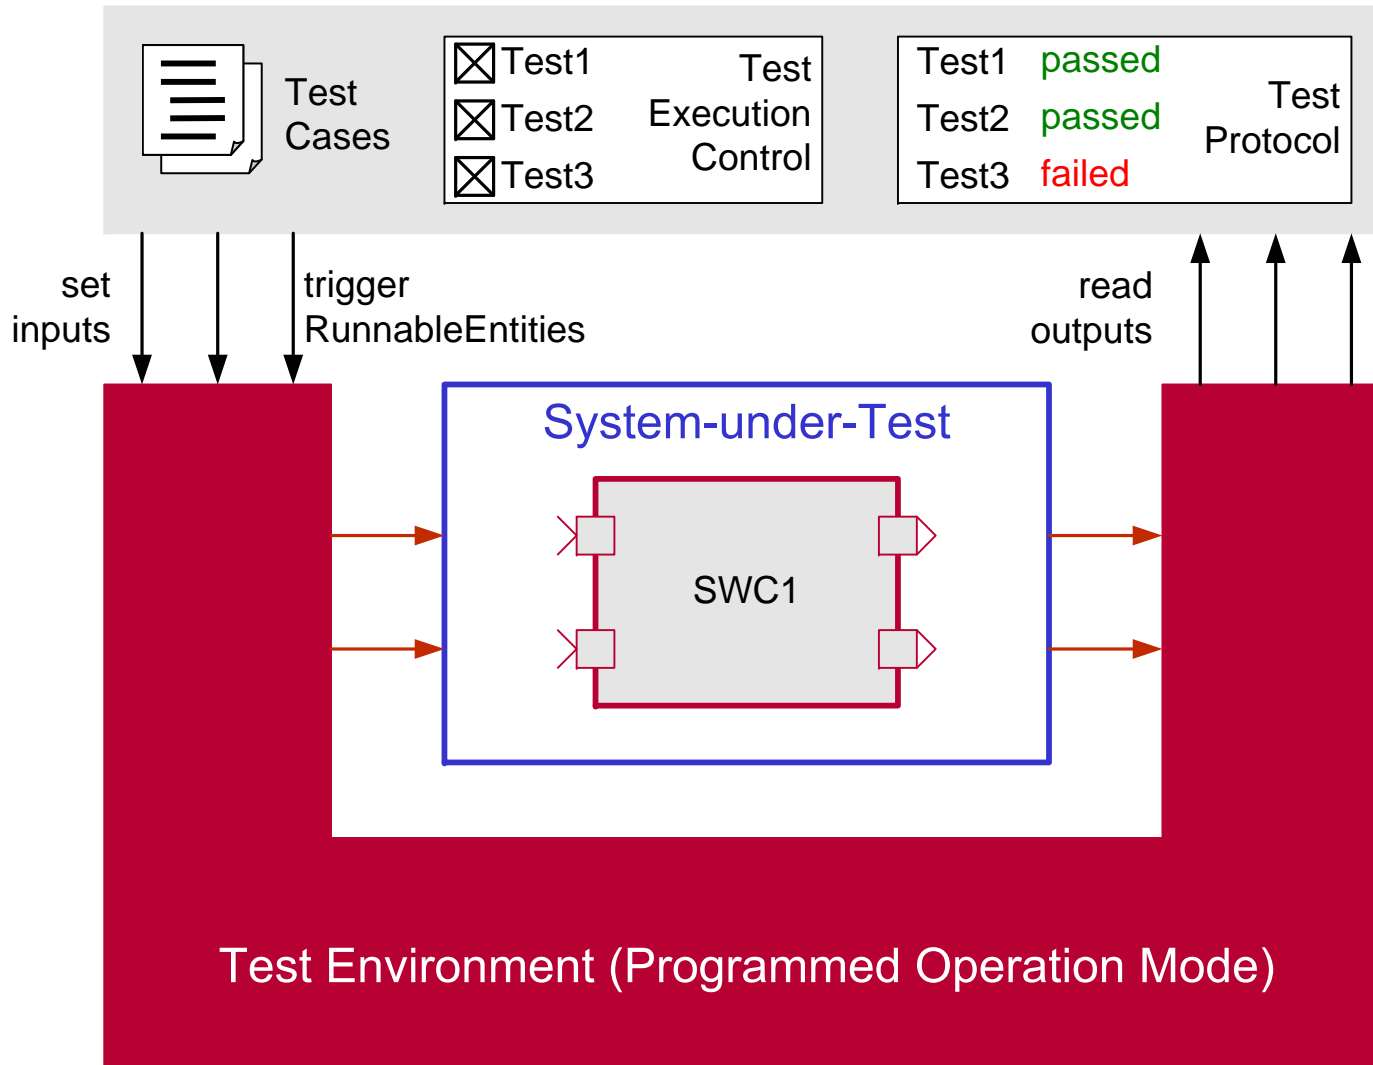 Test
Cases
Test1
Test2
Test3
Test
Execution
Control
Test1 passed
Test2 passed
Test3 failed
Test
Protocol
set
inputs
trigger
RunnableEntities
read
outputs
System-under-Test
SWC1
Test Environment (Programmed Operation Mode)